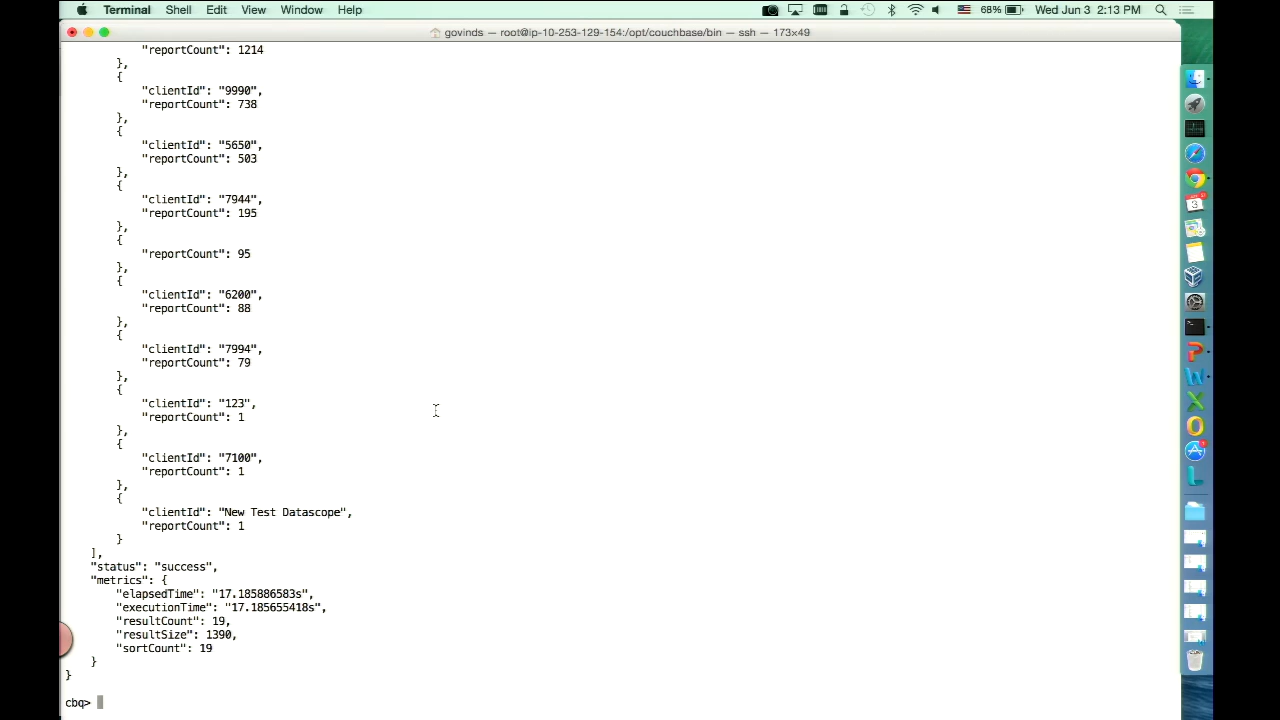 Terminal Shell Edit View Window Help 68% Wed Jun 3 2:13 PM
govinds — root@ip-10-253-129-154:/opt/couchbase/bin — ssh — 173×49
"reportCount": 1214
},
{
"clientId": "9990",
"reportCount": 738
},
{
"clientId": "5650",
"reportCount": 503
},
{
"clientId": "7944",
"reportCount": 195
},
{
"reportCount": 95
},
{
"clientId": "6200",
"reportCount": 88
},
{
"clientId": "7994",
"reportCount": 79
},
{
"clientId": "123",
"reportCount": 1
},
{
"clientId": "7100",
"reportCount": 1
},
{
"clientId": "New Test Datascope",
"reportCount": 1
}
],
"status": "success",
"metrics": {
"elapsedTime": "17.185886583s",
"executionTime": "17.185655418s",
"resultCount": 19,
"resultSize": 1390,
"sortCount": 19
}
}
cbq>
3